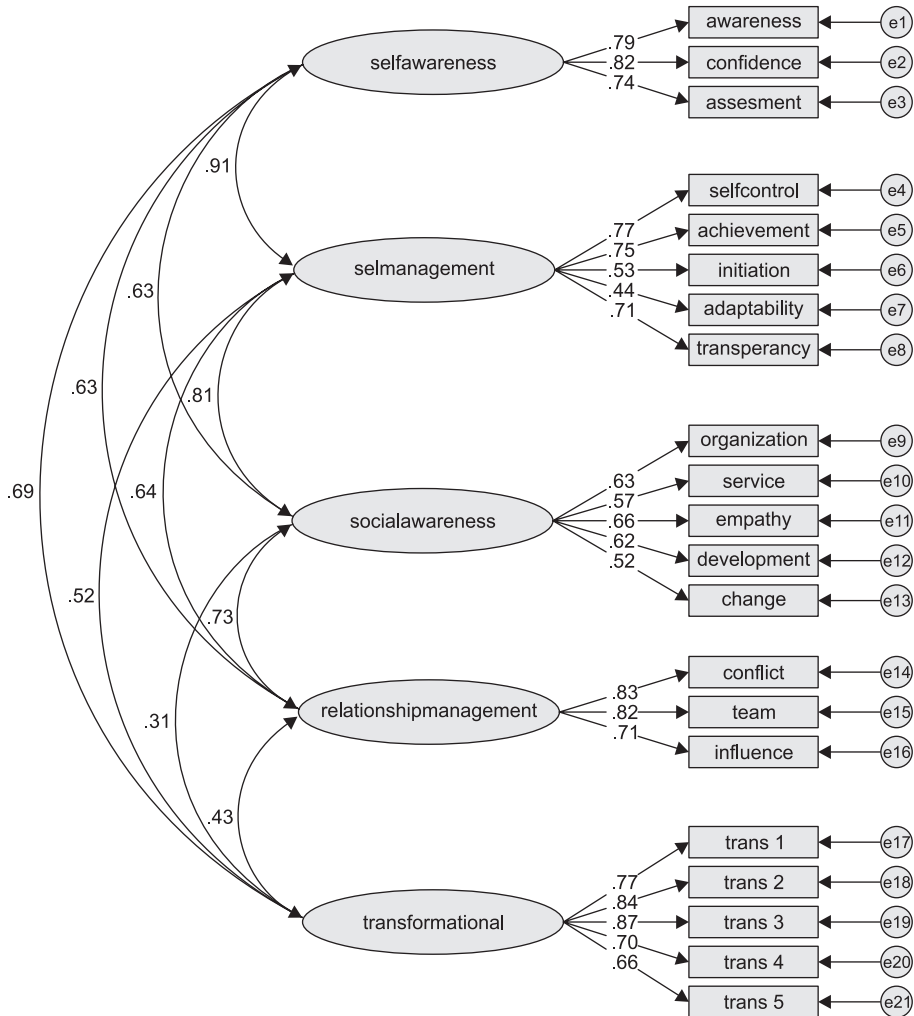 awareness
e1
.79
selfawareness
.82
confidence
e2
.74
assesment
e3
.91
selfcontrol
e4
.77
achievement
e5
.75
selmanagement
.53
initiation
e6
.44
adaptability
e7
.71
transperancy
e8
.63
.63
.81
organization
e9
.63
service
e10
.57
.69
.64
socialawareness
.66
empathy
e11
.62
development
e12
.52
change
e13
.52
.73
conflict
e14
.83
relationshipmanagement
.82
team
e15
.71
influence
e16
.31
.43
trans 1
e17
.77
trans 2
e18
.84
transformational
.87
trans 3
e19
.70
trans 4
e20
.66
trans 5
e21